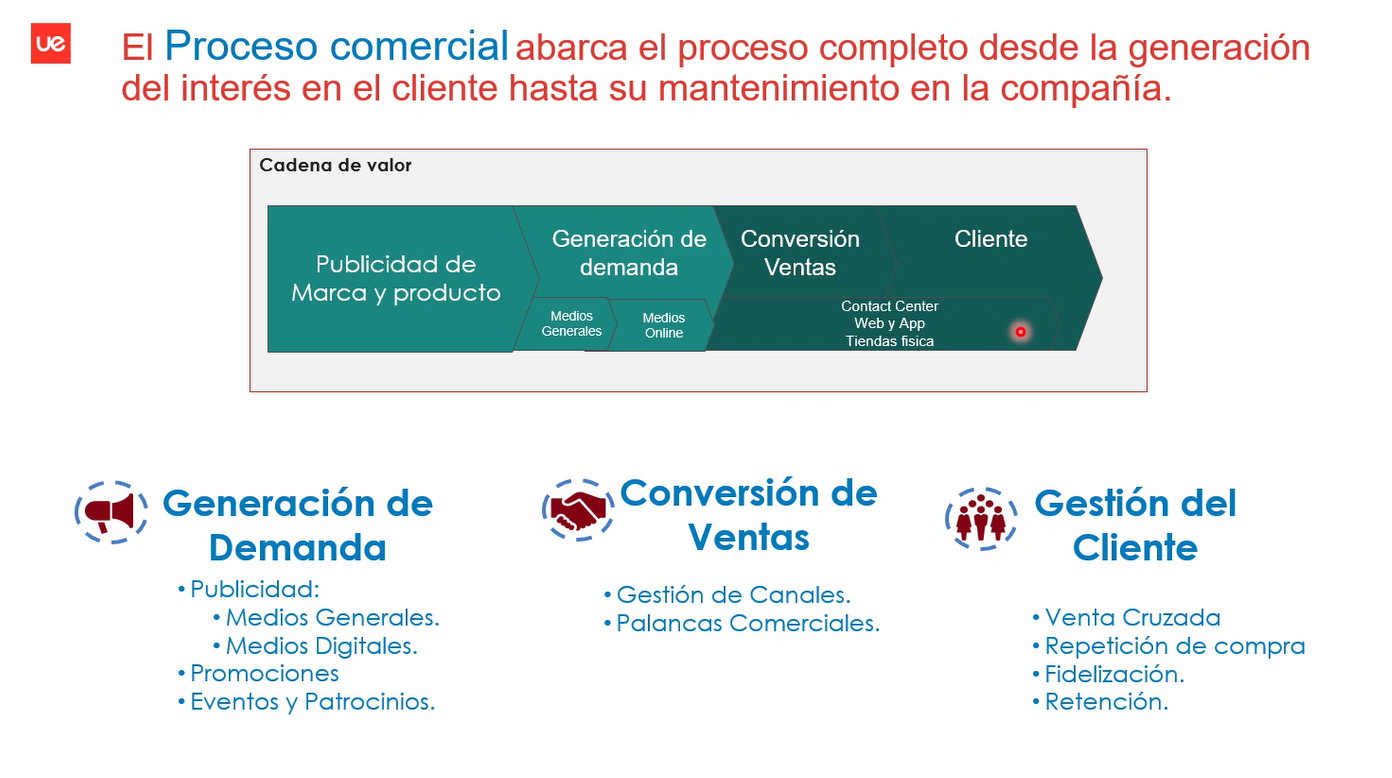 ue
El Proceso comercial abarca el proceso completo desde la generación
del interés en el cliente hasta su mantenimiento en la compañía.
Cadena de valor
Publicidad de
Marca y producto
Generación de
demanda
Medios
Generales
Medios
Online
Conversión
Ventas
Cliente
Contact Center
Web y App
Tiendas fisica
Generación de
Demanda
• Publicidad:
• Medios Generales.
• Medios Digitales.
• Promociones
• Eventos y Patrocinios.
Conversión de
Ventas
• Gestión de Canales.
• Palancas Comerciales.
Gestión del
Cliente
• Venta Cruzada
• Repetición de compra
• Fidelización.
• Retención.